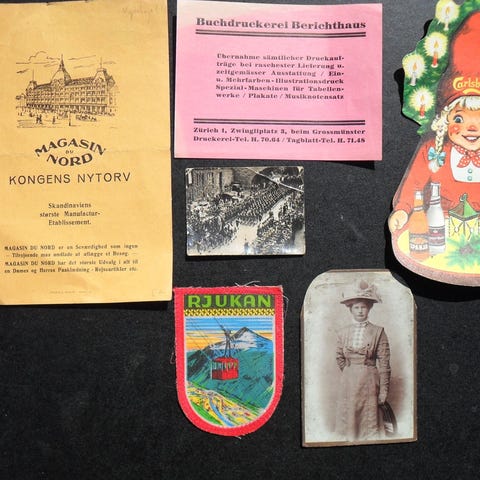 MAGASIN
DU
NORD
KONGENS NYTORV
Skandinaviens
største Manufactur-
Etablissement.
MAGASIN DU NORD er en Seværdighed som ingen
Tilrejsende maa undlade at aflægge et Besøg.
MAGASIN DU NORD har det største Udvalg i alt til
en Dames og Herres Paaklædning - Rejseartikler etc.
Buchdruckerei Berichthaus
Übernahme sämtlicher Druckauf-
träge bei raschester Lieferung u.
zeitgemässer Ausstattung / Ein-
u. Mehrfarben-Illustrationsdruck
Spezial-Maschinen für Tabellen-
werke / Plakate / Musiknotensatz
Zürich 1, Zwingliplatz 3, beim Grossmünster
Druckerei-Tel. H. 70.64 / Tagblatt-Tel. H. 71.48
RJUKAN